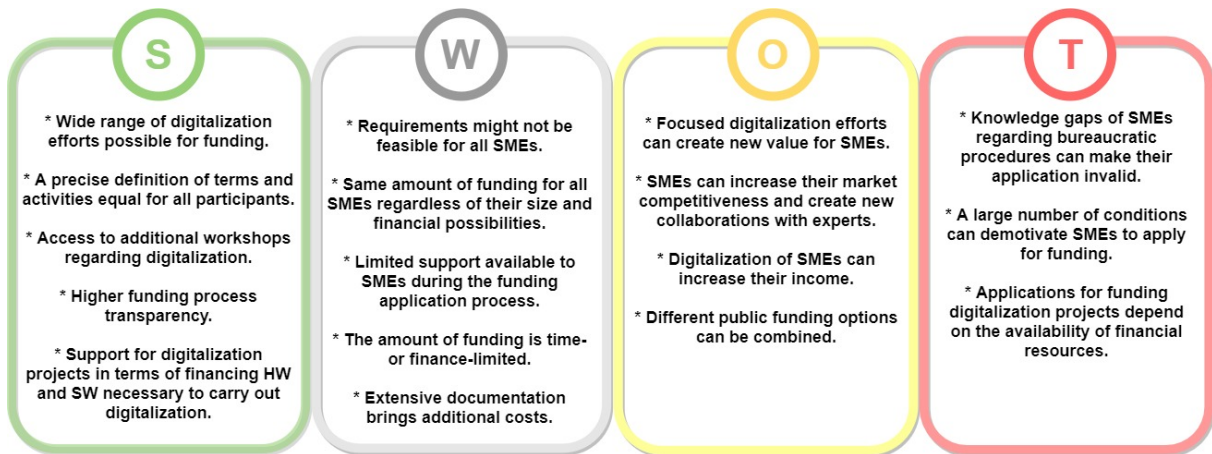 S
* Wide range of digitalization
efforts possible for funding.
* A precise definition of terms and
activities equal for all participants.
* Access to additional workshops
regarding digitalization.
* Higher funding process
transparency.
* Support for digitalization
projects in terms of financing HW
and SW necessary to carry out
digitalization.
W
* Requirements might not be
feasible for all SMEs.
* Same amount of funding for all
SMEs regardless of their size and
financial possibilities.
* Limited support available to
SMEs during the funding
application process.
* The amount of funding is time-
or finance-limited.
* Extensive documentation
brings additional costs.
O
* Focused digitalization efforts
can create new value for SMEs.
* SMEs can increase their market
competitiveness and create new
collaborations with experts.
* Digitalization of SMEs can
increase their income.
* Different public funding options
can be combined.
T
* Knowledge gaps of SMEs
regarding bureaucratic
procedures can make their
application invalid.
* A large number of conditions
can demotivate SMEs to apply
for funding.
* Applications for funding
digitalization projects depend
on the availability of financial
resources.